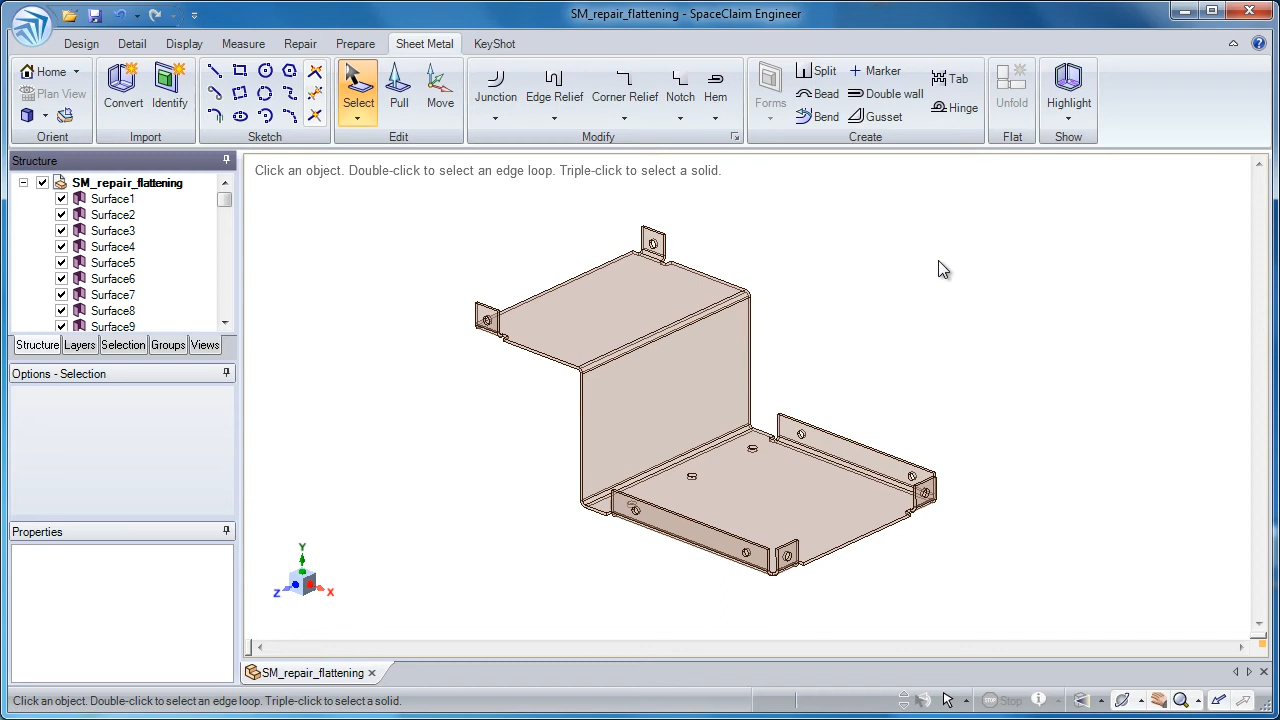 SM_repair_flattening - SpaceClaim Engineer
Design Detail Display Measure Repair Prepare Sheet Metal KeyShot
Home
Plan View
Orient
Convert Identify
Import
Sketch
Select Pull Move
Edit
Junction Edge Relief Corner Relief Notch Hem
Modify
Forms
Split
Bead
Bend
Marker
Double wall
Gusset
Tab
Hinge
Create
Unfold
Flat
Highlight
Show
Structure
SM_repair_flattening
Surface1
Surface2
Surface3
Surface4
Surface5
Surface6
Surface7
Surface8
Surface9
Structure Layers Selection Groups Views
Options - Selection
Properties
Click an object. Double-click to select an edge loop. Triple-click to select a solid.
Y
Z
X
SM_repair_flattening
Click an object. Double-click to select an edge loop. Triple-click to select a solid.
Stop